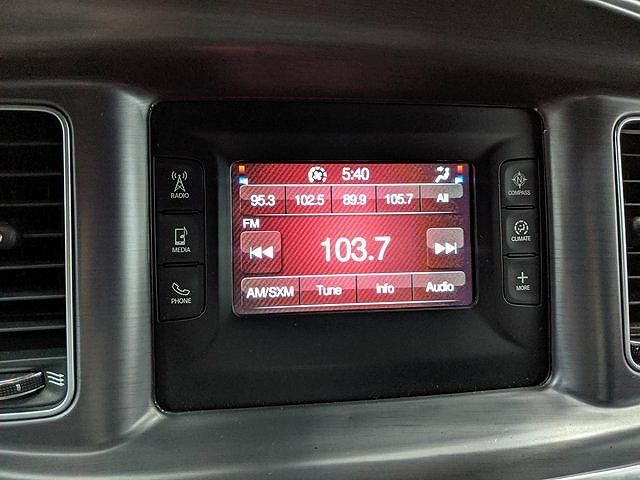 5:40
95.3 102.5 89.9 105.7 All
FM
103.7
AM/SXM Tune Info Audio
RADIO
MEDIA
PHONE
N
COMPASS
CLIMATE
MORE